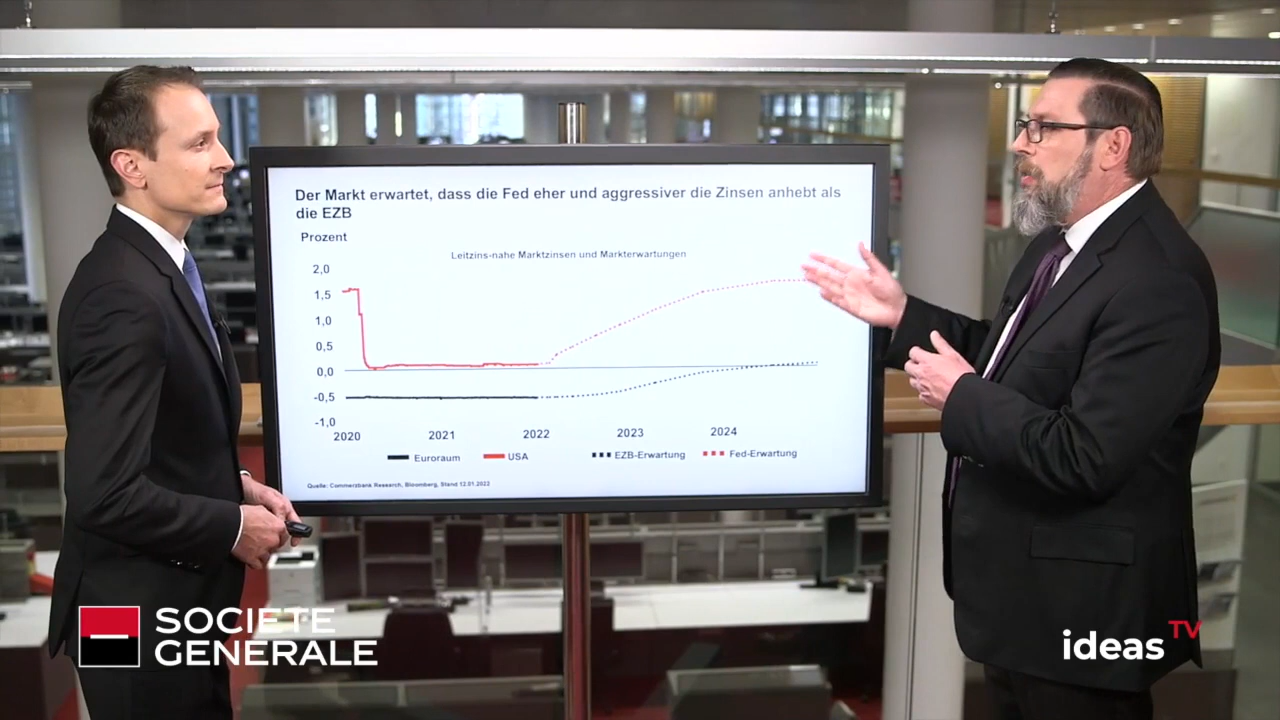 Der Markt erwartet, dass die Fed eher und aggressiver die Zinsen anhebt als
die EZB
Prozent
Leitzins-nahe Marktzinsen und Markterwartungen
2,0
1,5
1,0
0,5
0,0
-0,5
-1,0
2020 2021 2022 2023 2024
Euroraum USA EZB-Erwartung Fed-Erwartung
Quelle: Commerzbank Research, Bloomberg, Stand 12.01.2022
SOCIETE
GENERALE
ideasTV